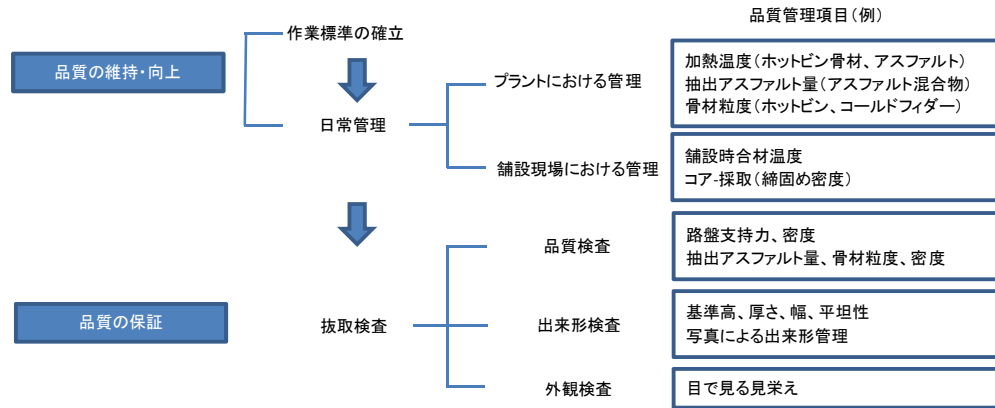 品質管理項目(例)
作業標準の確立
品質の維持・向上
プラントにおける管理
加熱温度(ホットビン骨材、アスファルト)
抽出アスファルト量(アスファルト混合物)
骨材粒度(ホットビン、コールドフィダー)
日常管理
舗設現場における管理
舗設時合材温度
コア-採取(締固め密度)
品質検査
路盤支持力、密度
抽出アスファルト量、骨材粒度、密度
品質の保証
抜取検査
出来形検査
基準高、厚さ、幅、平坦性
写真による出来形管理
外観検査
目で見る見栄え